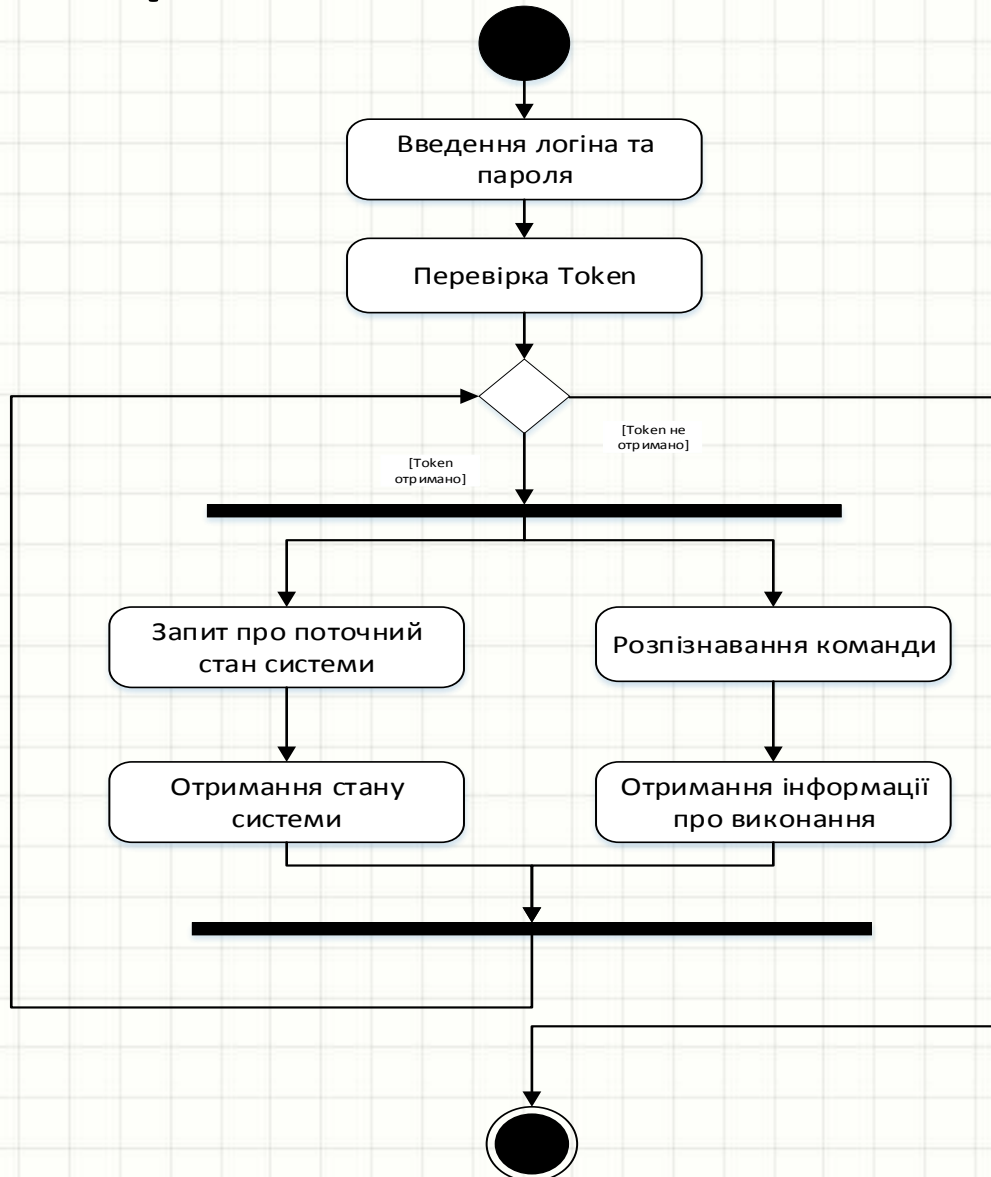 Введення логіна та
пароля
Перевірка Token
[Token не
отримано]
[Token
отримано]
Запит про поточний
стан системи
Розпізнавання команди
Отримання стану
системи
Отримання інформації
про виконання